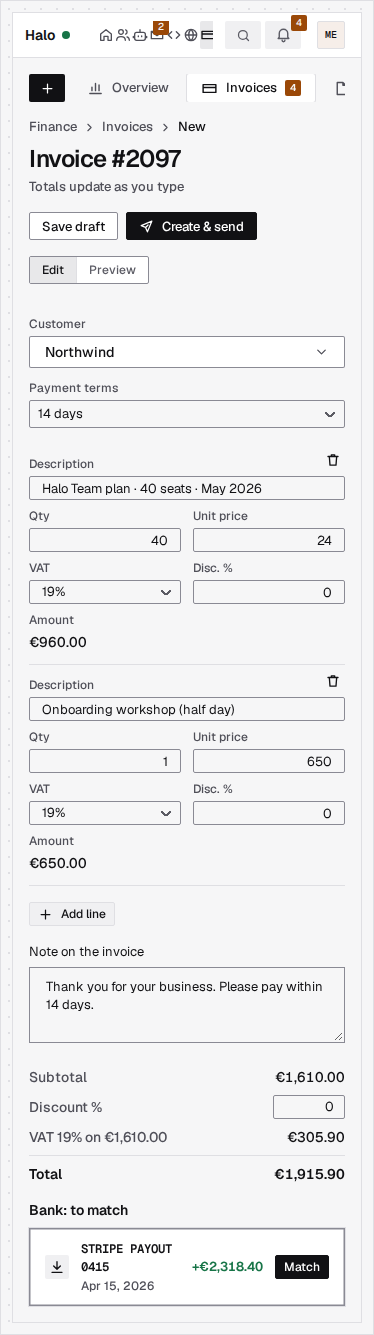 Halo
2
4
ME
Overview
Invoices 4
Finance > Invoices > New
Invoice #2097
Totals update as you type
Save draft
Create & send
Edit
Preview
Customer
Northwind
Payment terms
14 days
Description
Halo Team plan · 40 seats · May 2026
Qty
Unit price
40
24
VAT
Disc. %
19%
0
Amount
€960.00
Description
Onboarding workshop (half day)
Qty
Unit price
1
650
VAT
Disc. %
19%
0
Amount
€650.00
Add line
Note on the invoice
Thank you for your business. Please pay within
14 days.
Subtotal €1,610.00
Discount % 0
VAT 19% on €1,610.00 €305.90
Total €1,915.90
Bank: to match
STRIPE PAYOUT
0415
Apr 15, 2026
+€2,318.40
Match